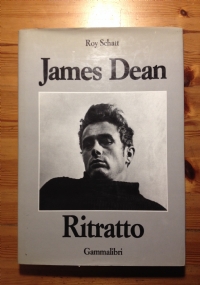 Roy Schatt
James Dean
Ritratto
Gammalibri